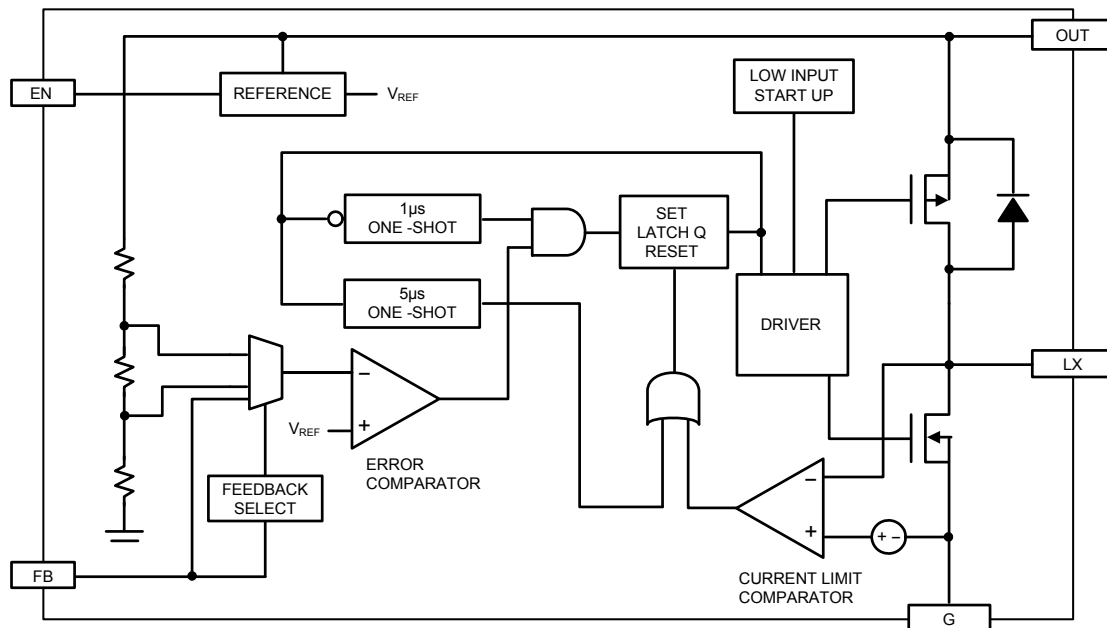 OUT
LOW INPUT
START UP
EN
REFERENCE
VREF
1µs
ONE -SHOT
SET
LATCH Q
RESET
5µs
ONE -SHOT
DRIVER
LX
−
+
VREF
ERROR
COMPARATOR
FEEDBACK
SELECT
−
+
+ −
FB
CURRENT LIMIT
COMPARATOR
G